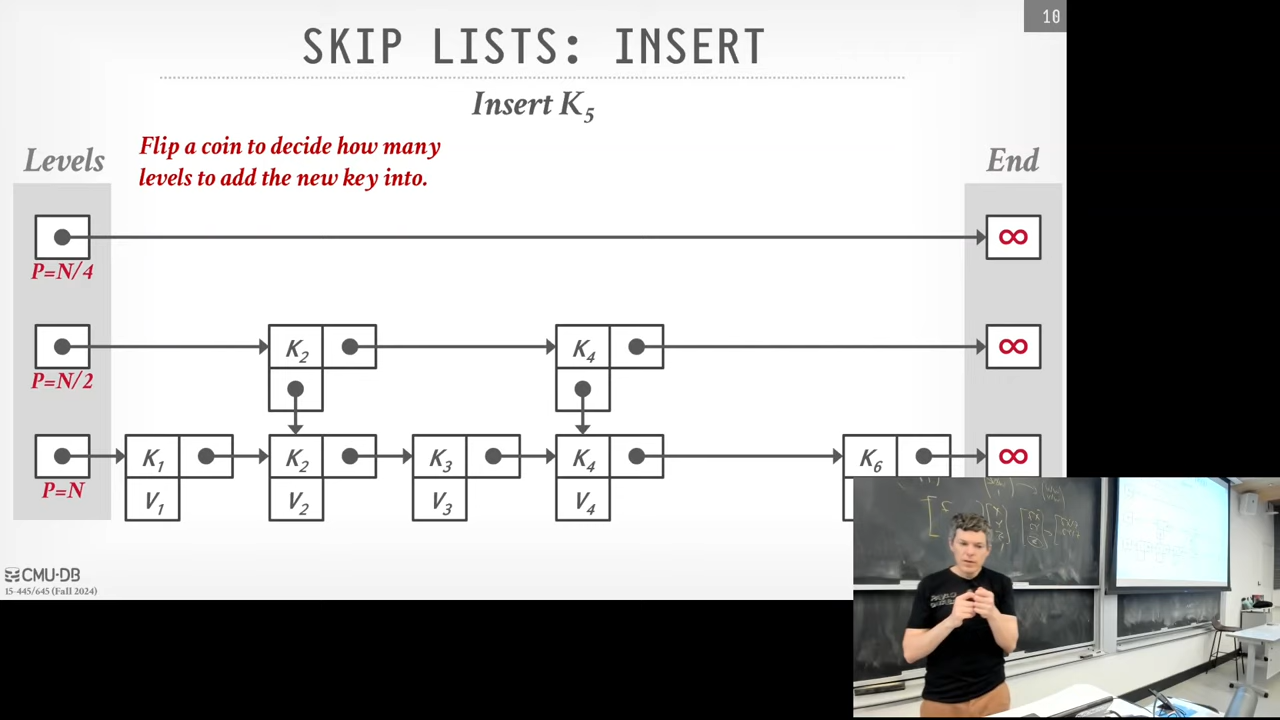 10
SKIP LISTS: INSERT
Insert K5
Flip a coin to decide how many
levels to add the new key into.
Levels
End
∞
P=N/4
K2
K4
∞
P=N/2
K1
K2
K3
K4
K6
∞
P=N
V1
V2
V3
V4
CMU·DB
15-445/645 (Fall 2024)